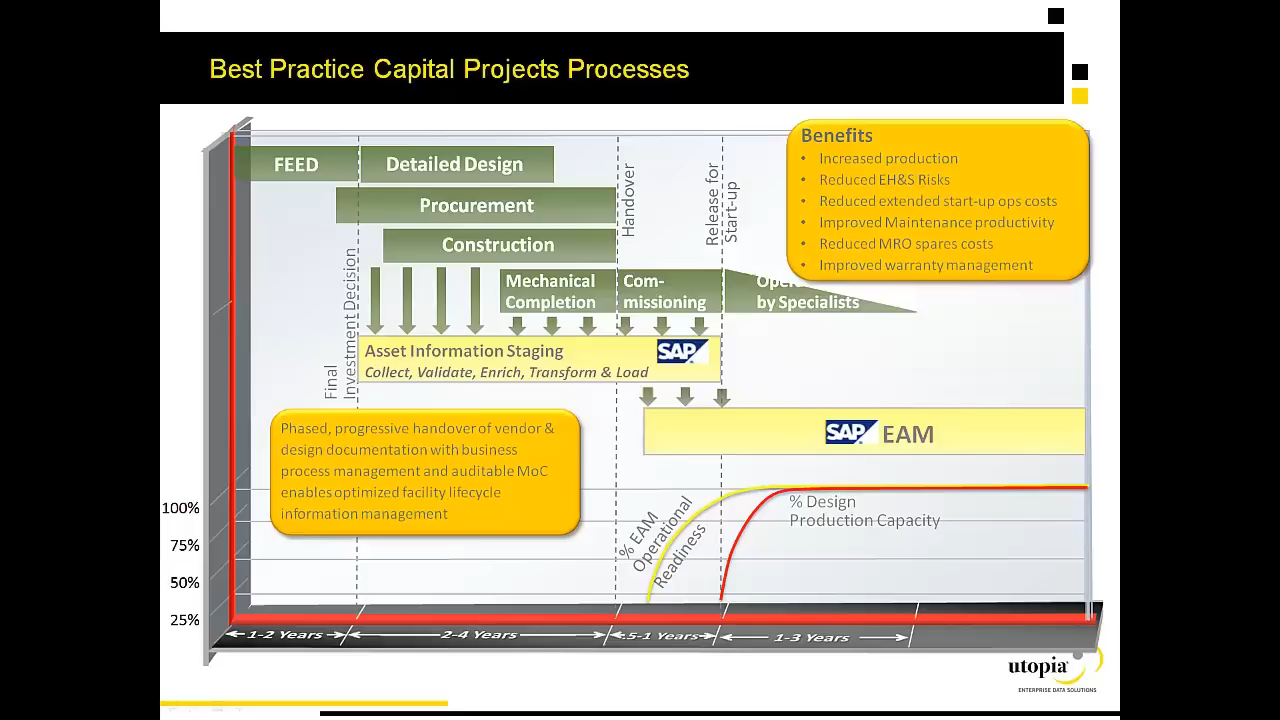 Best Practice Capital Projects Processes
Benefits
• Increased production
• Reduced EH&S Risks
• Reduced extended start-up ops costs
• Improved Maintenance productivity
• Reduced MRO spares costs
• Improved warranty management
FEED
Detailed Design
Procurement
Construction
Handover
Release for
Start-up
Mechanical
Completion
Com-
missioning
by Specialists
Final
Investment Decision
Asset Information Staging
SAP
Collect, Validate, Enrich, Transform & Load
SAP EAM
Phased, progressive handover of vendor &
design documentation with business
process management and auditable MoC
enables optimized facility lifecycle
information management
% EAM
Operational
Readiness
% Design
Production Capacity
100%
75%
50%
25%
1-2 Years
2-4 Years
.5-1 Years
1-3 Years
utopia
ENTERPRISE DATA SOLUTIONS